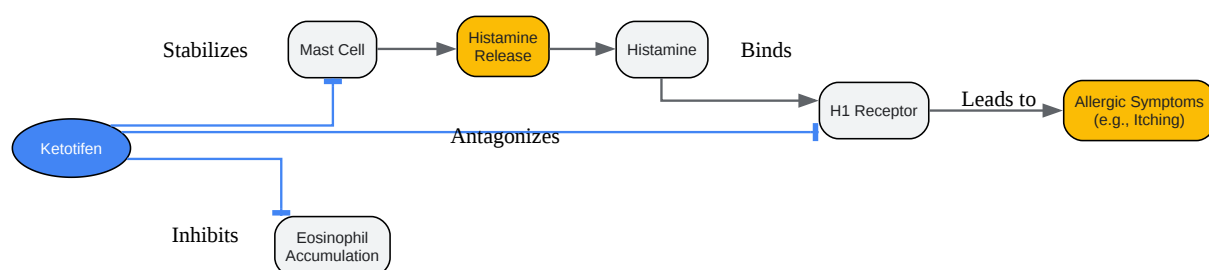 Stabilizes
Mast Cell
Histamine
Release
Histamine
Binds
H1 Receptor
Leads to
Allergic Symptoms
(e.g., Itching)
Ketotifen
Antagonizes
Inhibits
Eosinophil
Accumulation